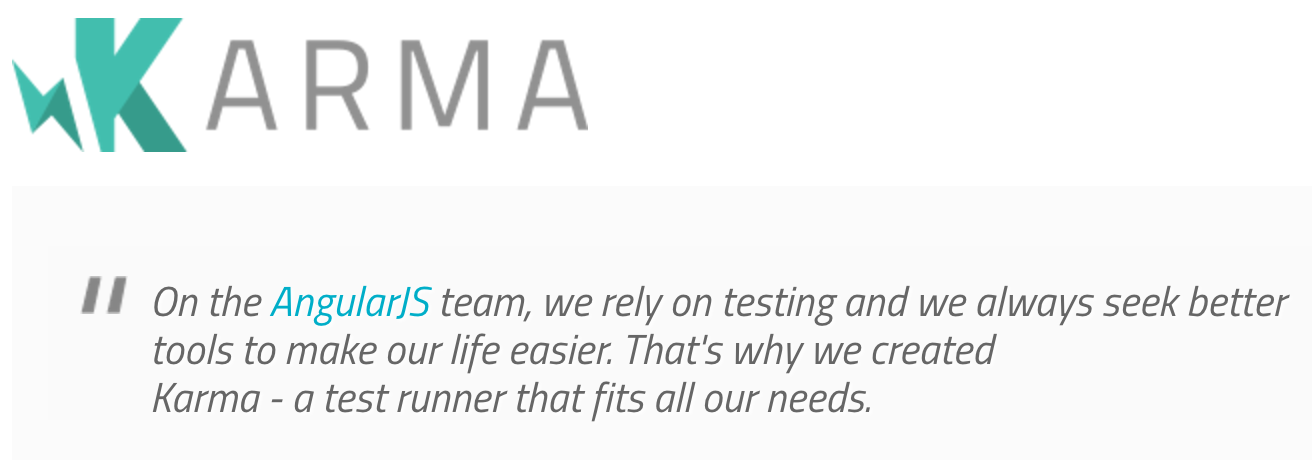 KARMA
" On the AngularJS team, we rely on testing and we always seek better
tools to make our life easier. That's why we created
Karma - a test runner that fits all our needs.